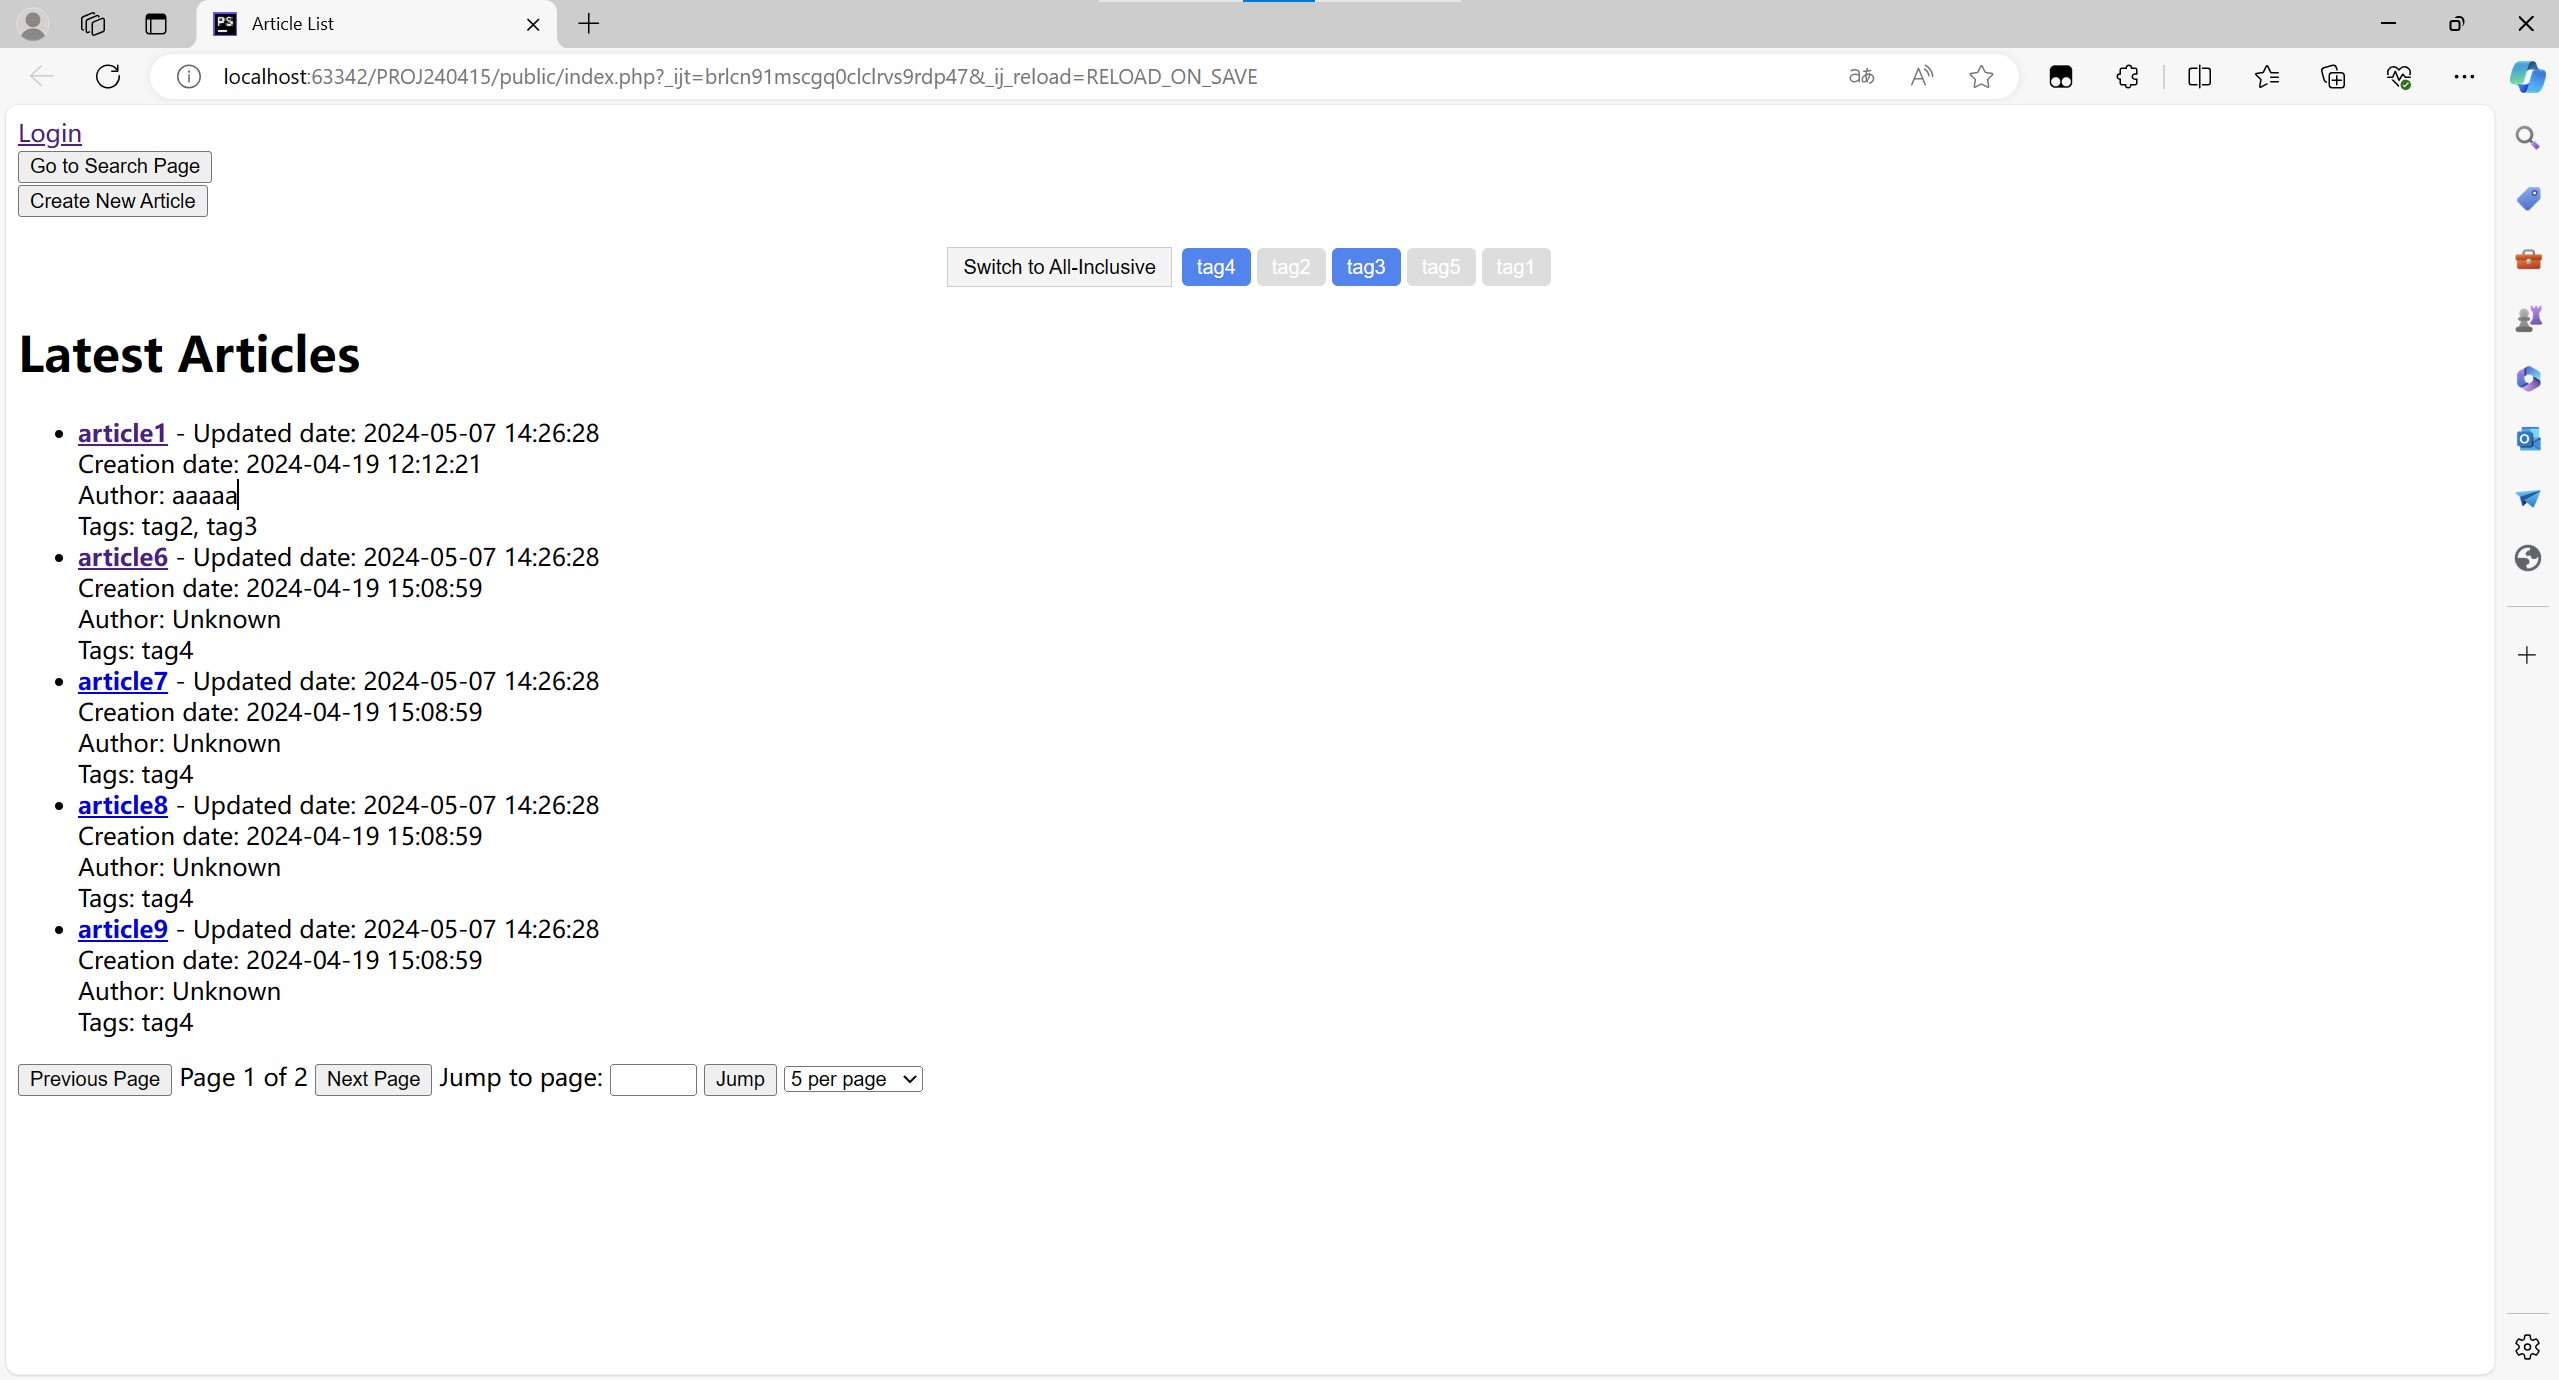 Article List
localhost:63342/PROJ240415/public/index.php?_ijt=brlcn91mscgq0clclrvs9rdp47&_ij_reload=RELOAD_ON_SAVE
Login
Go to Search Page
Create New Article
Switch to All-Inclusive tag4 tag2 tag3 tag5 tag1
Latest Articles
article1 - Updated date: 2024-05-07 14:26:28
Creation date: 2024-04-19 12:12:21
Author: aaaaa
Tags: tag2, tag3
article6 - Updated date: 2024-05-07 14:26:28
Creation date: 2024-04-19 15:08:59
Author: Unknown
Tags: tag4
article7 - Updated date: 2024-05-07 14:26:28
Creation date: 2024-04-19 15:08:59
Author: Unknown
Tags: tag4
article8 - Updated date: 2024-05-07 14:26:28
Creation date: 2024-04-19 15:08:59
Author: Unknown
Tags: tag4
article9 - Updated date: 2024-05-07 14:26:28
Creation date: 2024-04-19 15:08:59
Author: Unknown
Tags: tag4
Previous Page Page 1 of 2 Next Page Jump to page: Jump 5 per page